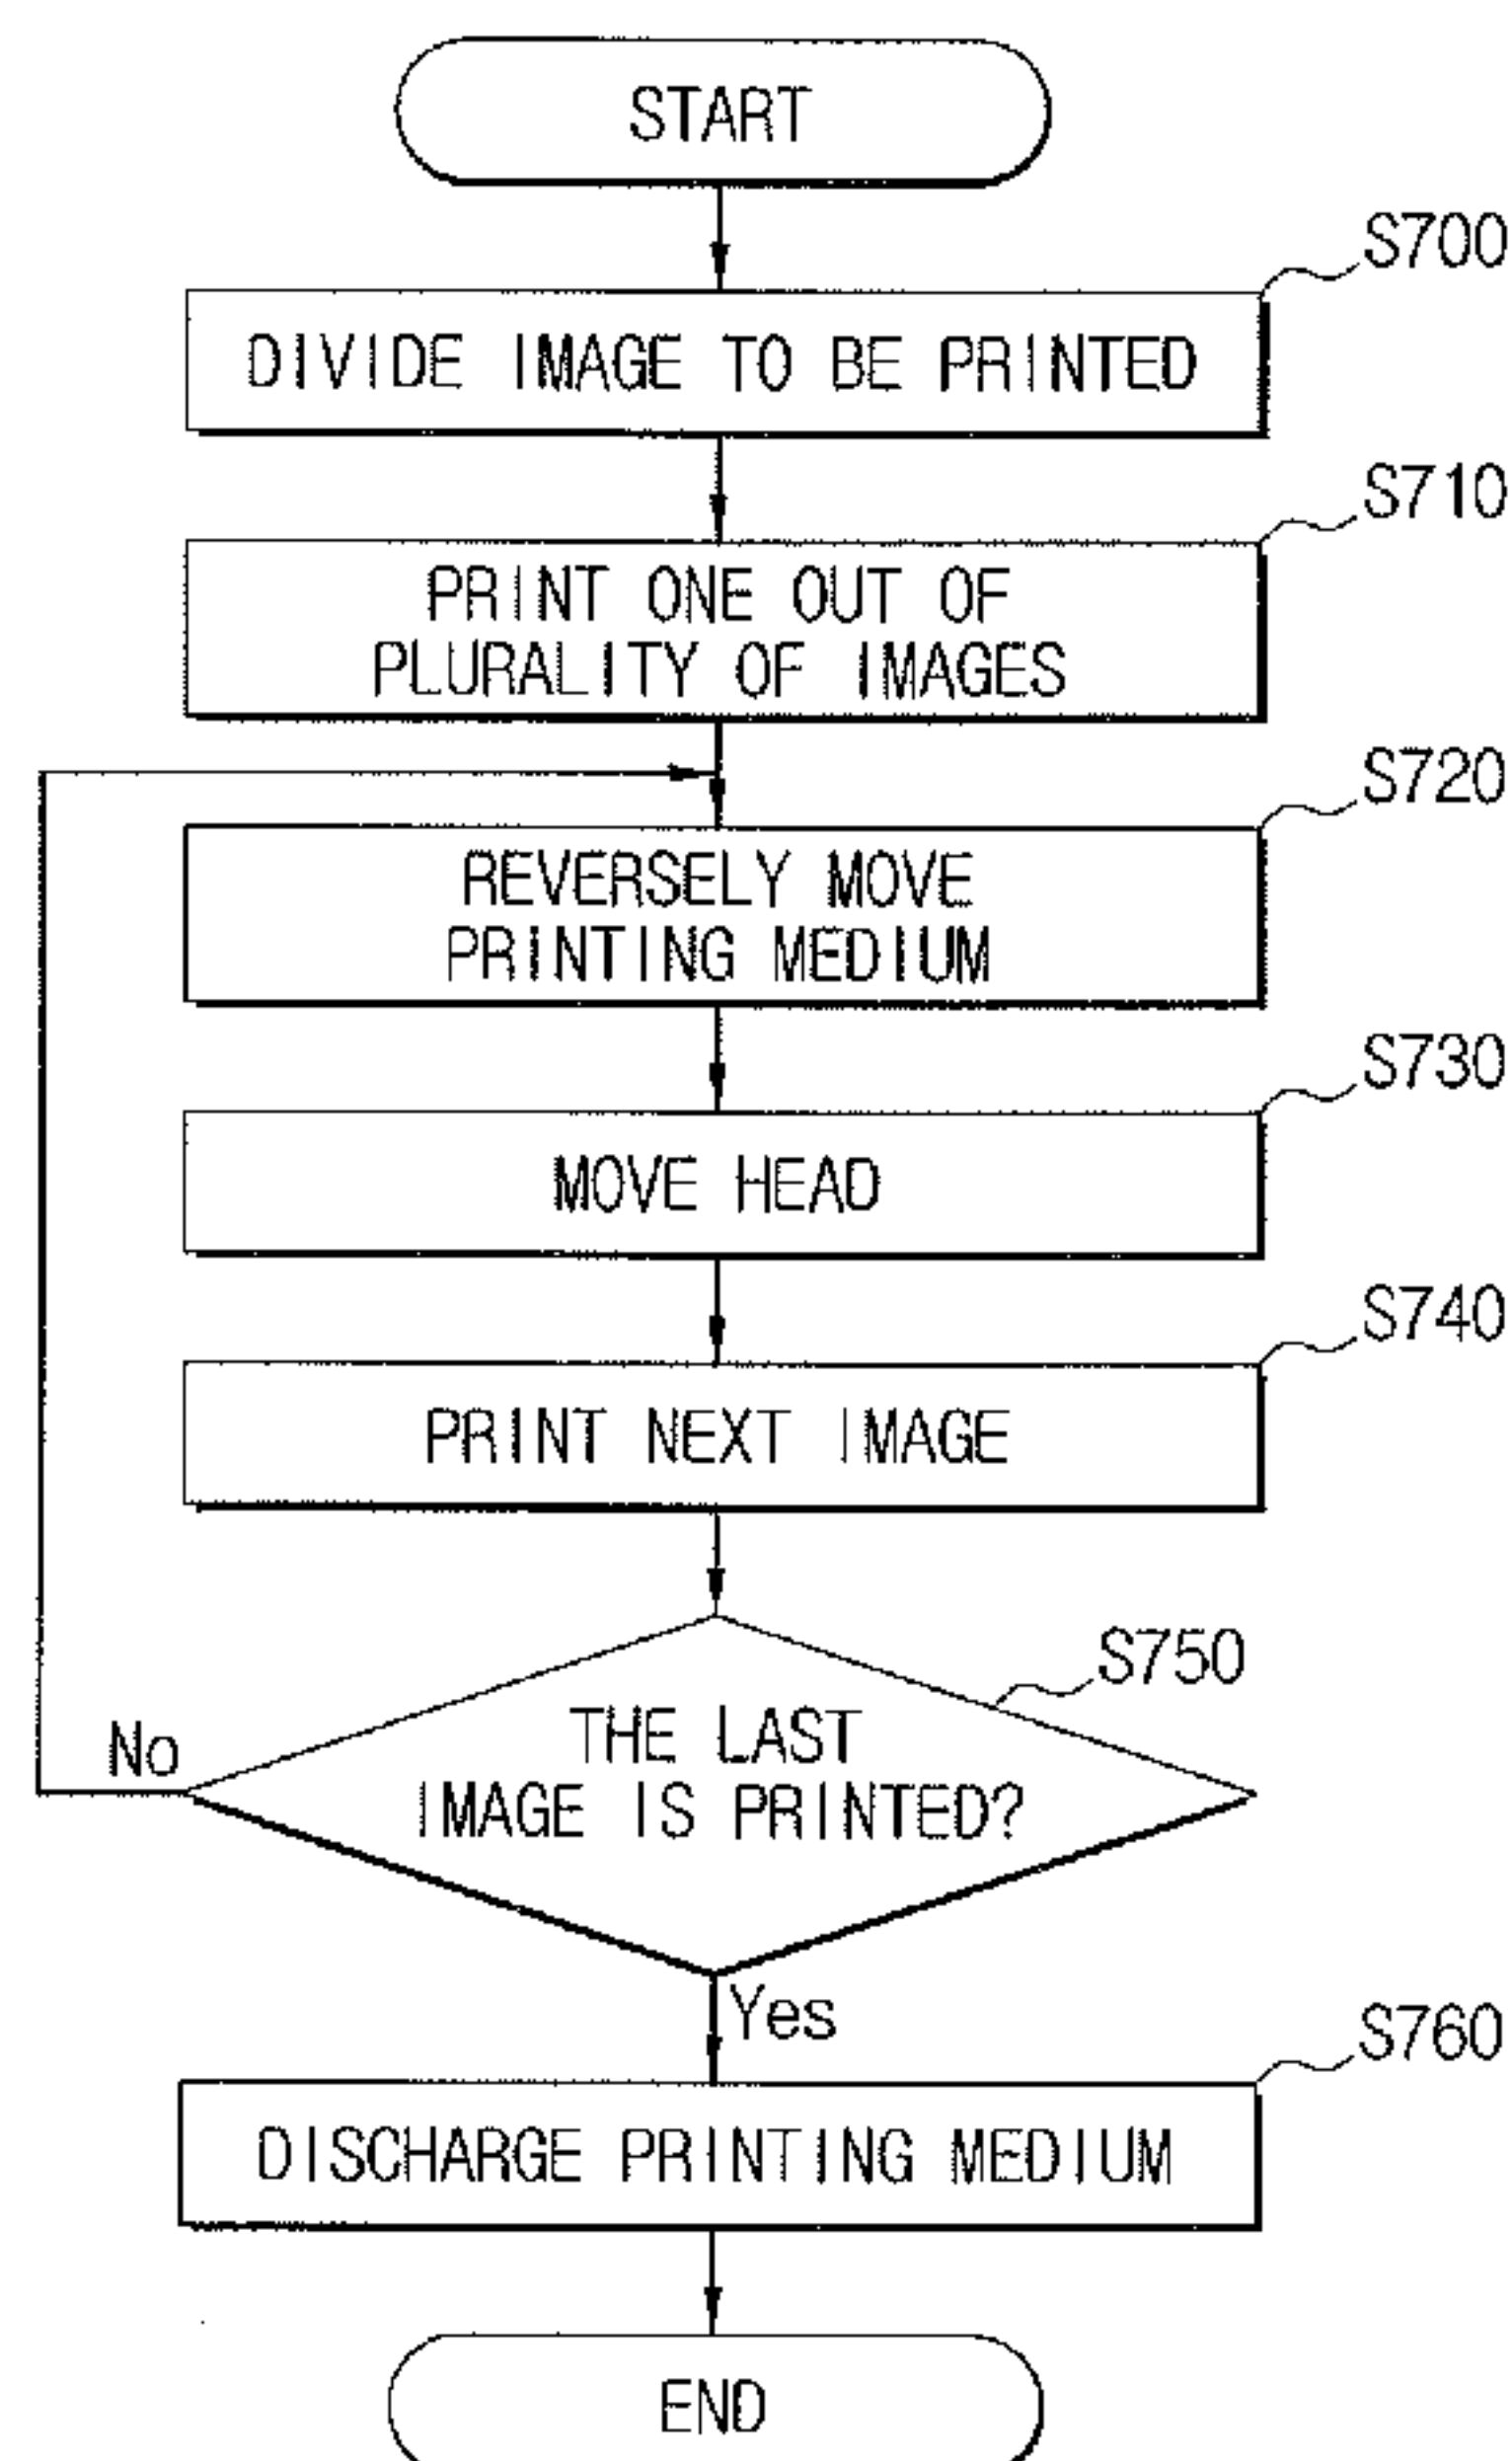 START
S700
DIVIDE IMAGE TO BE PRINTED
S710
PRINT ONE OUT OF
PLURALITY OF IMAGES
S720
REVERSELY MOVE
PRINTING MEDIUM
S730
MOVE HEAD
S740
PRINT NEXT IMAGE
S750
THE LAST
IMAGE IS PRINTED?
No
Yes
S760
DISCHARGE PRINTING MEDIUM
END